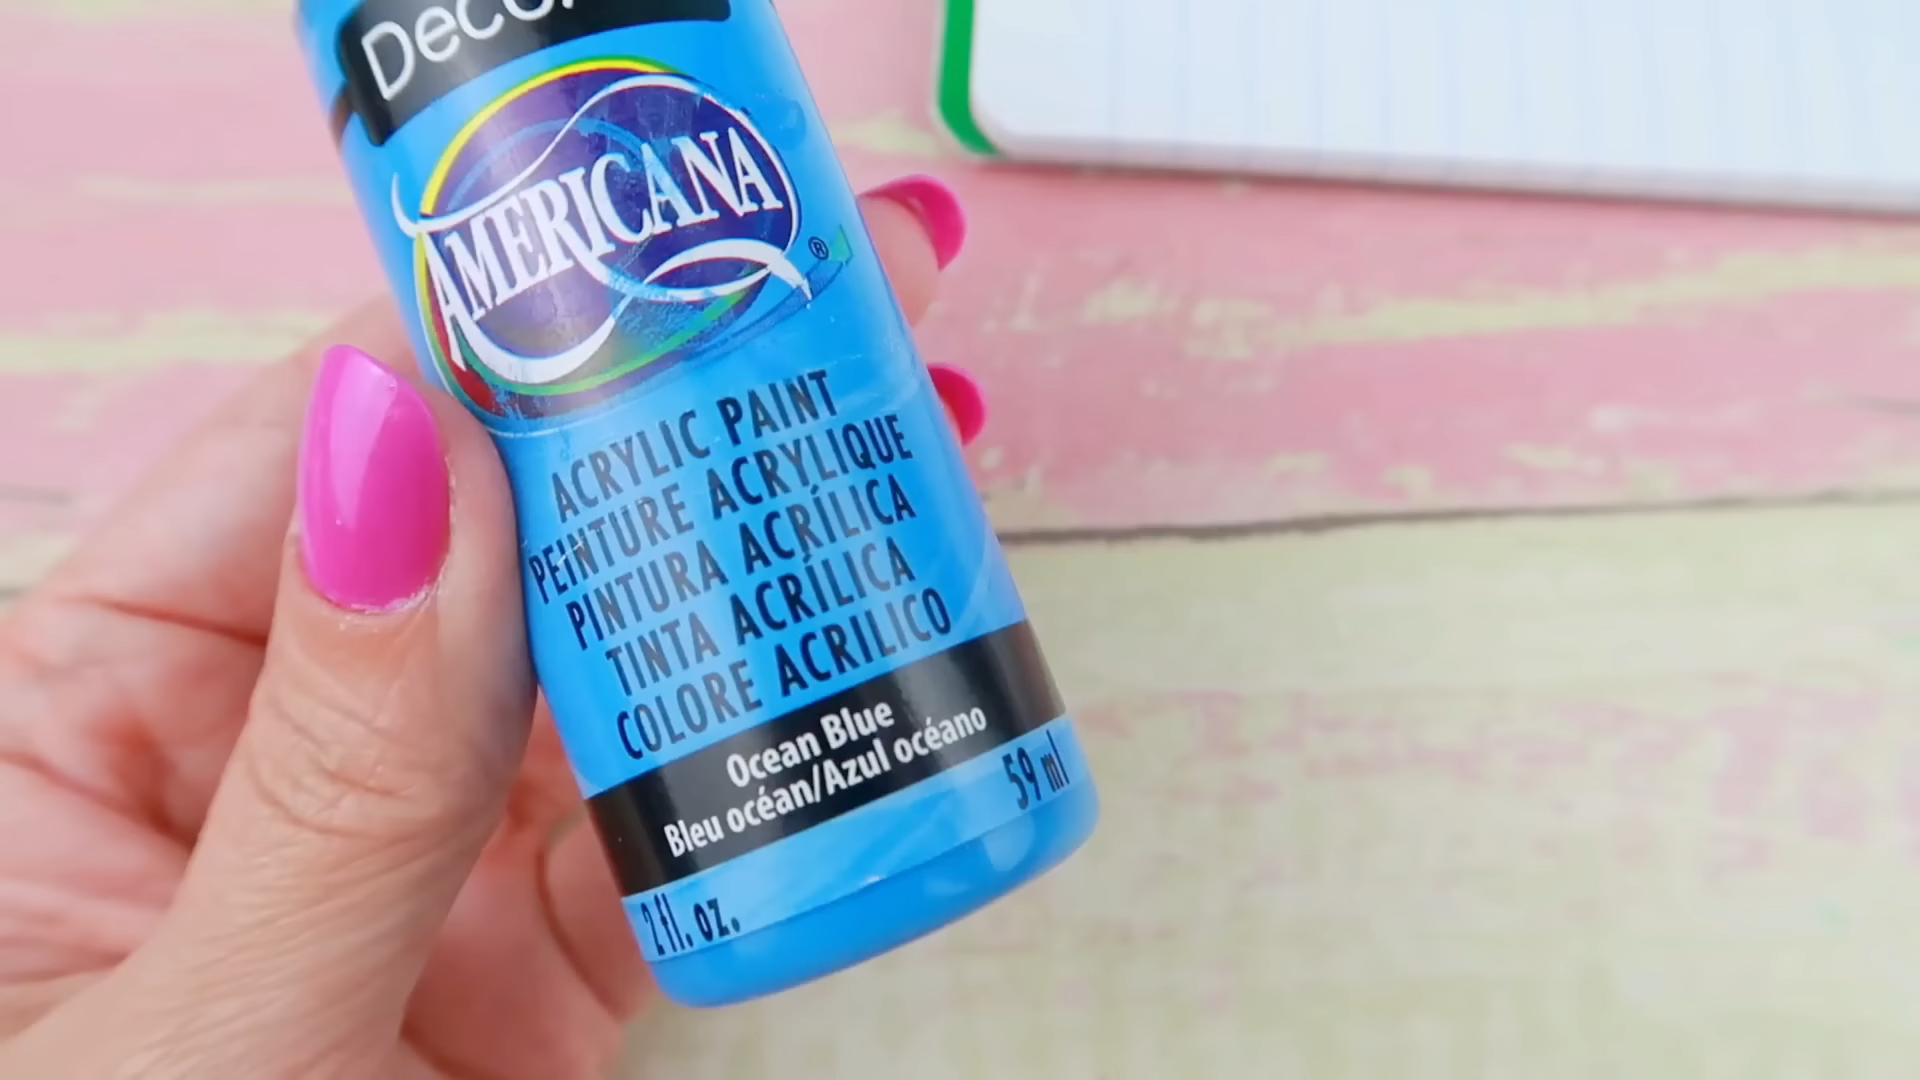 AMERICANA
®
ACRYLIC PAINT
PEINTURE ACRYLIQUE
PINTURA ACRÍLICA
TINTA ACRÍLICA
COLORE ACRILICO
Ocean Blue
Bleu océan/Azul océano
2 fl. oz. 59 ml